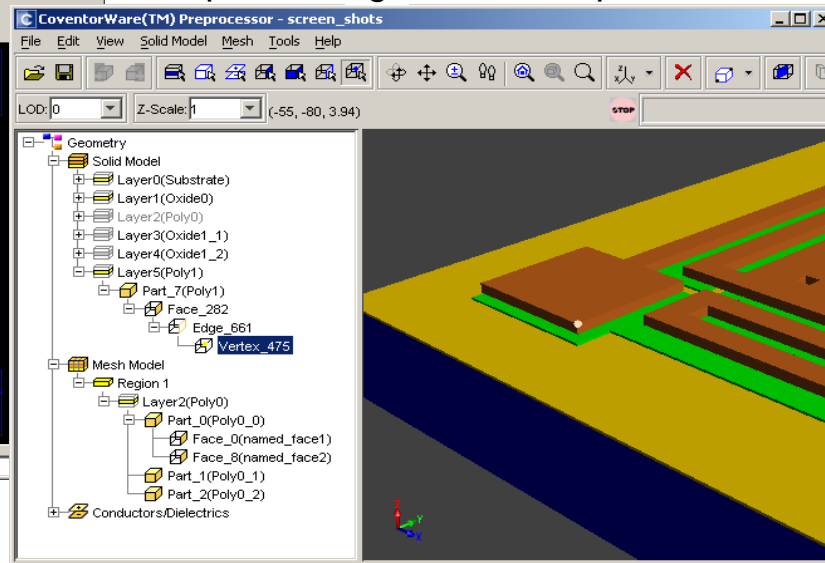 CoventorWare(TM) Preprocessor - screen_shots
File Edit View Solid Model Mesh Tools Help
LOD: 0 Z-Scale: 1 (-55, -80, 3.94) STOP
Geometry
Solid Model
Layer0(Substrate)
Layer1(Oxide0)
Layer2(Poly0)
Layer3(Oxide1_1)
Layer4(Oxide1_2)
Layer5(Poly1)
Part_7(Poly1)
Face_282
Edge_661
Vertex_475
Mesh Model
Region 1
Layer2(Poly0)
Part_0(Poly0_0)
Face_0(named_face1)
Face_8(named_face2)
Part_1(Poly0_1)
Part_2(Poly0_2)
Conductors/Dielectrics
Z
Y
X